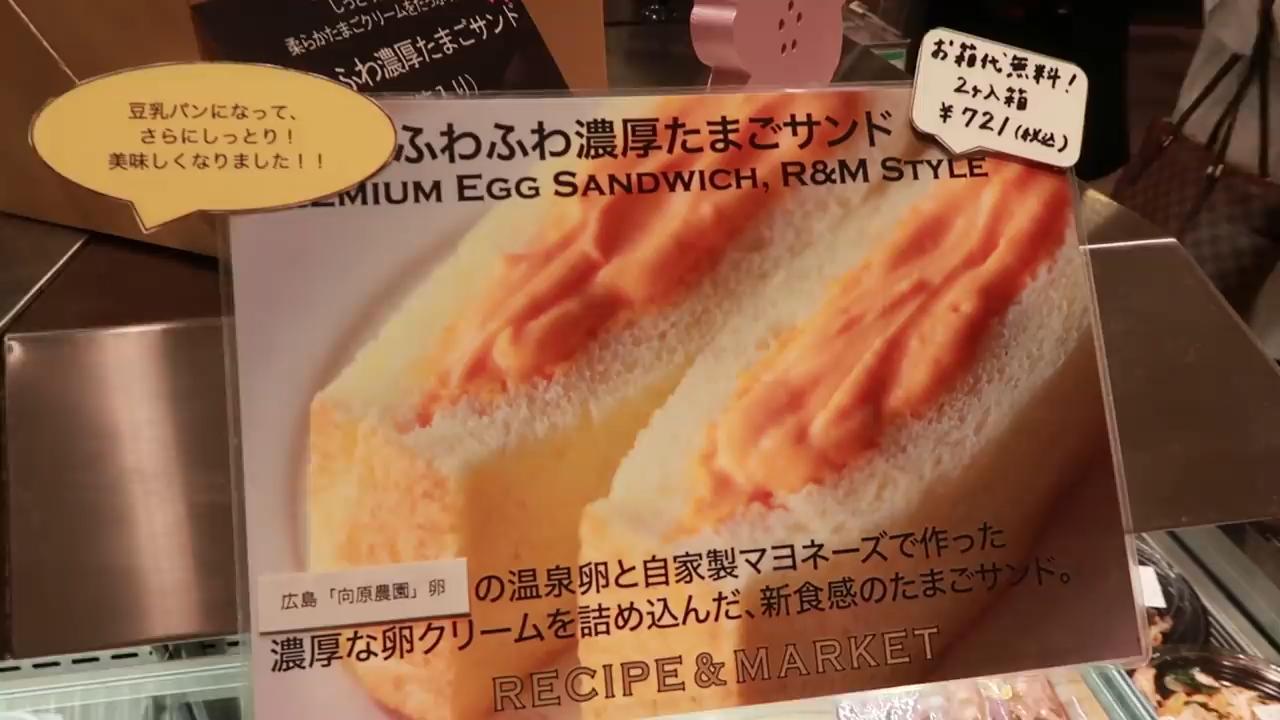 柔らかたまごクリームをたっぷ
ふわ濃厚たまごサンド
入り)
豆乳パンになって、
さらにしっとり!
美味しくなりました!!
お箱代無料!
2ヶ入箱
¥721(税込)
ふわふわ濃厚たまごサンド
EMIUM EGG SANDWICH, R&M STYLE
広島「向原農園」卵 の温泉卵と自家製マヨネーズで作った
濃厚な卵クリームを詰め込んだ、新食感のたまごサンド。
RECIPE & MARKET